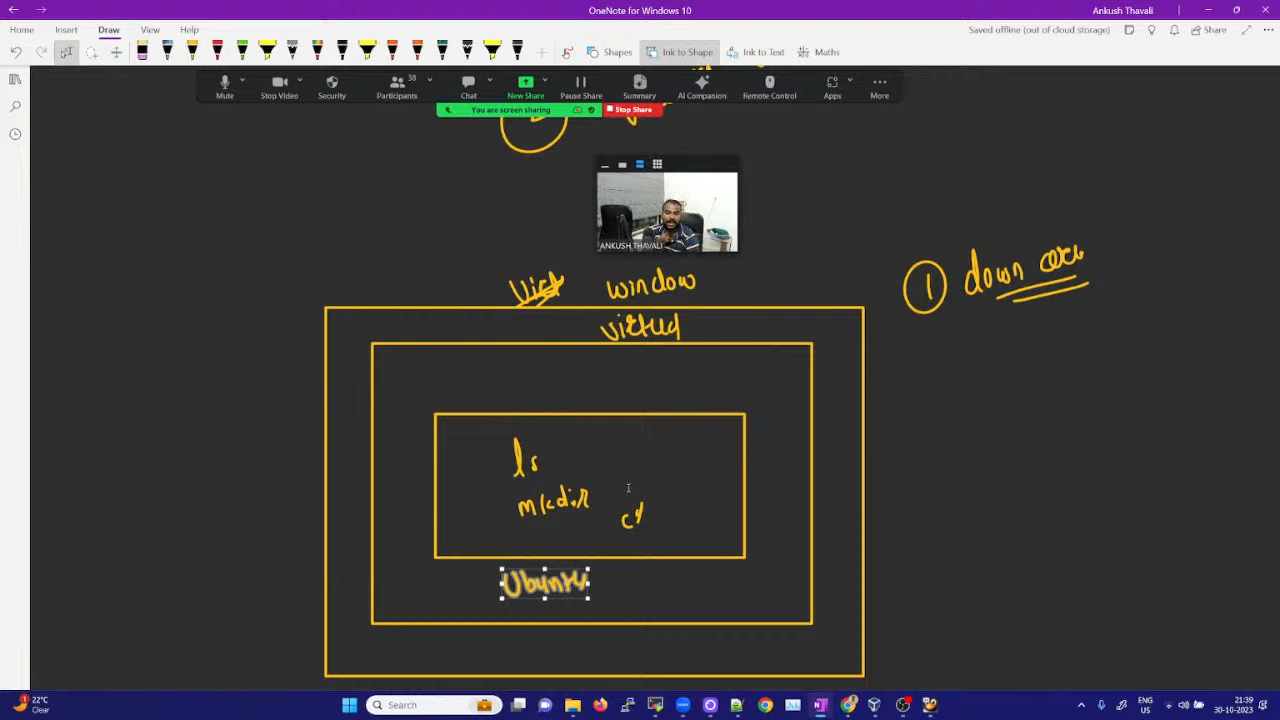 OneNote for Windows 10
Ankush Thavali
Home Insert Draw View Help
Saved offline (out of cloud storage) Share
Shapes Ink to Shape Ink to Text Maths
38
Mute Stop Video Security Participants Chat New Share Pause Share Summary AI Companion Remote Control Apps More
You are screen sharing Stop Share
ANKUSH THAVALI
window
1 down
ls
mkdir
cd
Ubuntu
22°C
Clear
1
Search
ENG
US
21:39
30-10-2023